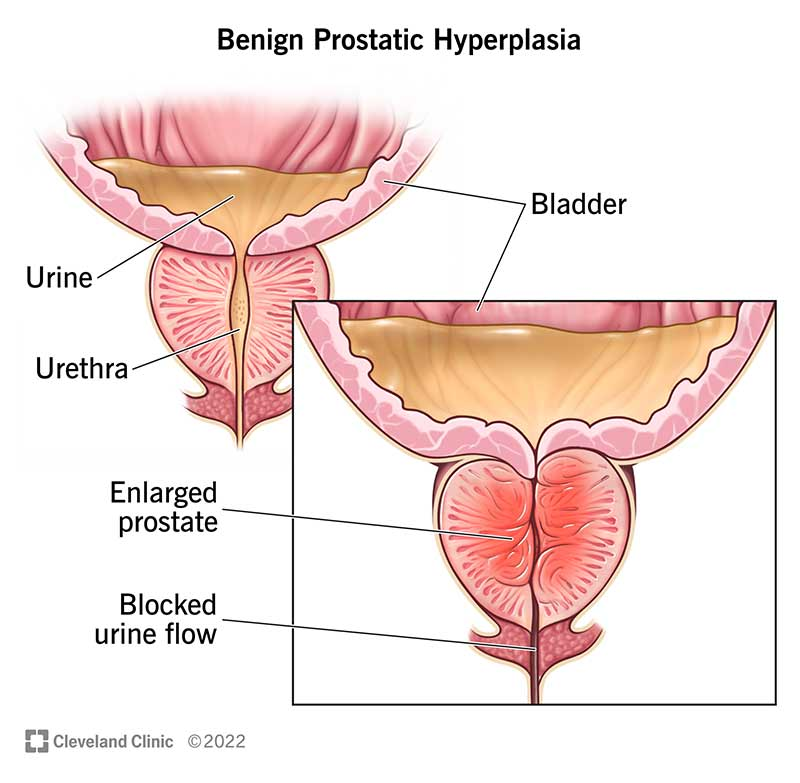 Benign Prostatic Hyperplasia
Bladder
Urine
Urethra
Enlarged
prostate
Blocked
urine flow
Cleveland Clinic ©2022